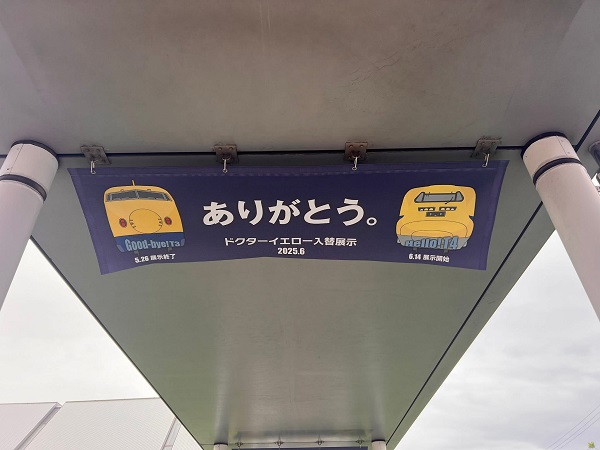 ありがとう。
ドクターイエロー入替展示
2025.6
Good-bye! T3
5.26 展示終了
Hello! T4
6.14 展示開始